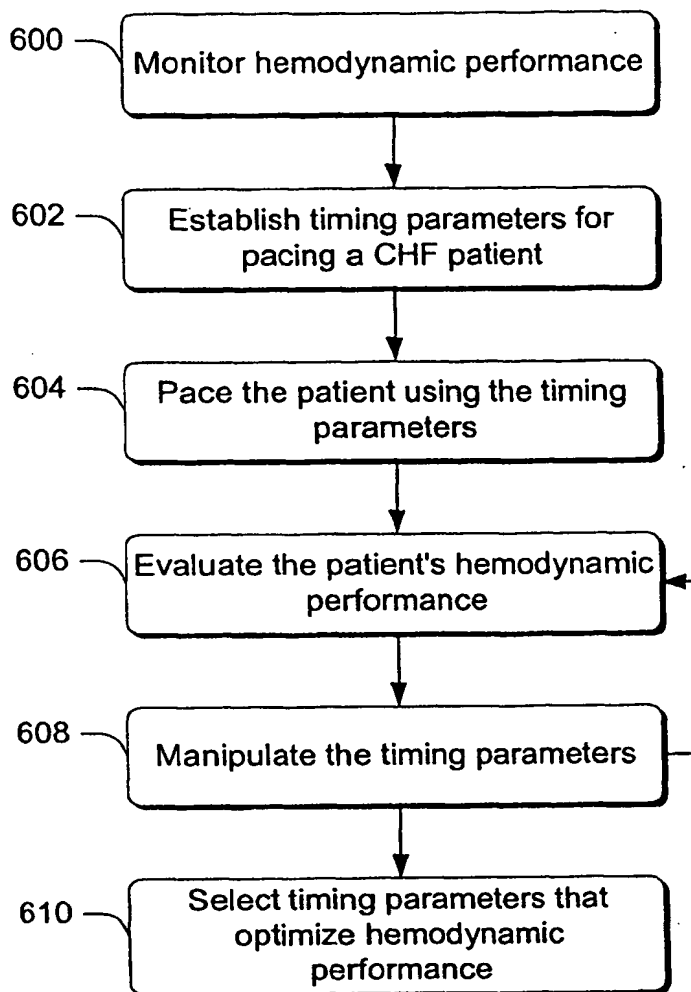 600
Monitor hemodynamic performance
602
Establish timing parameters for
pacing a CHF patient
604
Pace the patient using the timing
parameters
606
Evaluate the patient's hemodynamic
performance
608
Manipulate the timing parameters
610
Select timing parameters that
optimize hemodynamic
performance